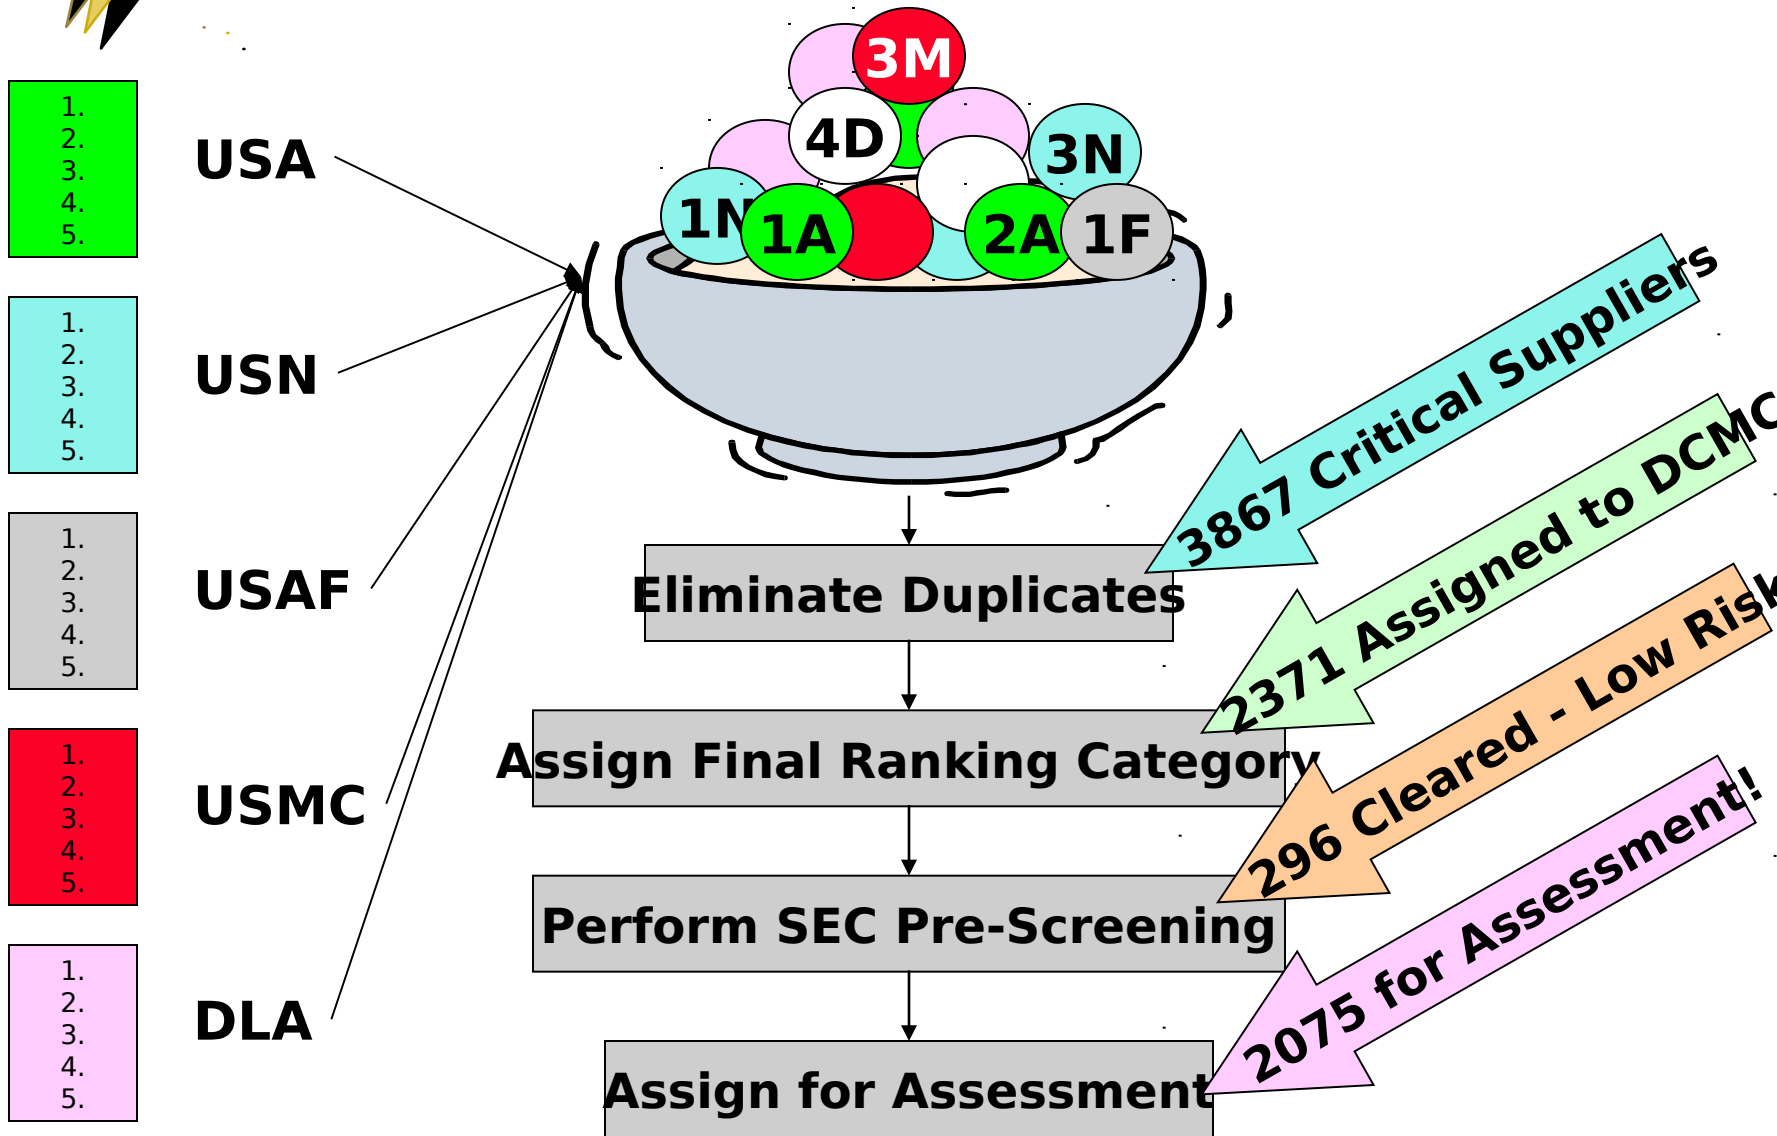 3M
4D
3N
1N
1A
2A
1F
1.
2.
3.
4.
5.
USA
1.
2.
3.
4.
5.
USN
1.
2.
3.
4.
5.
USAF
1.
2.
3.
4.
5.
USMC
1.
2.
3.
4.
5.
DLA
3867 Critical Suppliers
Eliminate Duplicates
2371 Assigned to DCMC
Assign Final Ranking Category
296 Cleared - Low Risk
Perform SEC Pre-Screening
2075 for Assessment!
Assign for Assessment